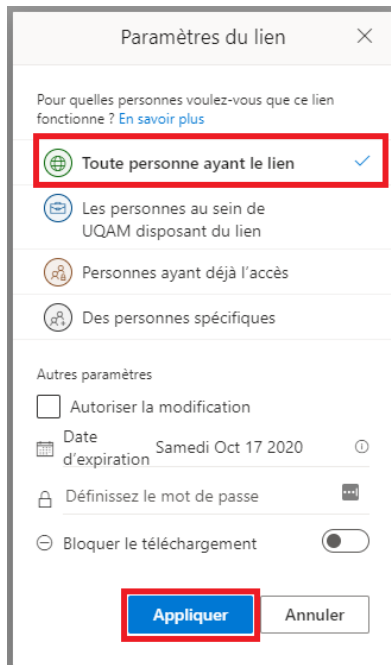 Paramètres du lien
Pour quelles personnes voulez-vous que ce lien
fonctionne ? En savoir plus
Toute personne ayant le lien
Les personnes au sein de
UQAM disposant du lien
Personnes ayant déjà l'accès
Des personnes spécifiques
Autres paramètres
Autoriser la modification
Date
d'expiration
Samedi Oct 17 2020
Définissez le mot de passe
Bloquer le téléchargement
Appliquer
Annuler